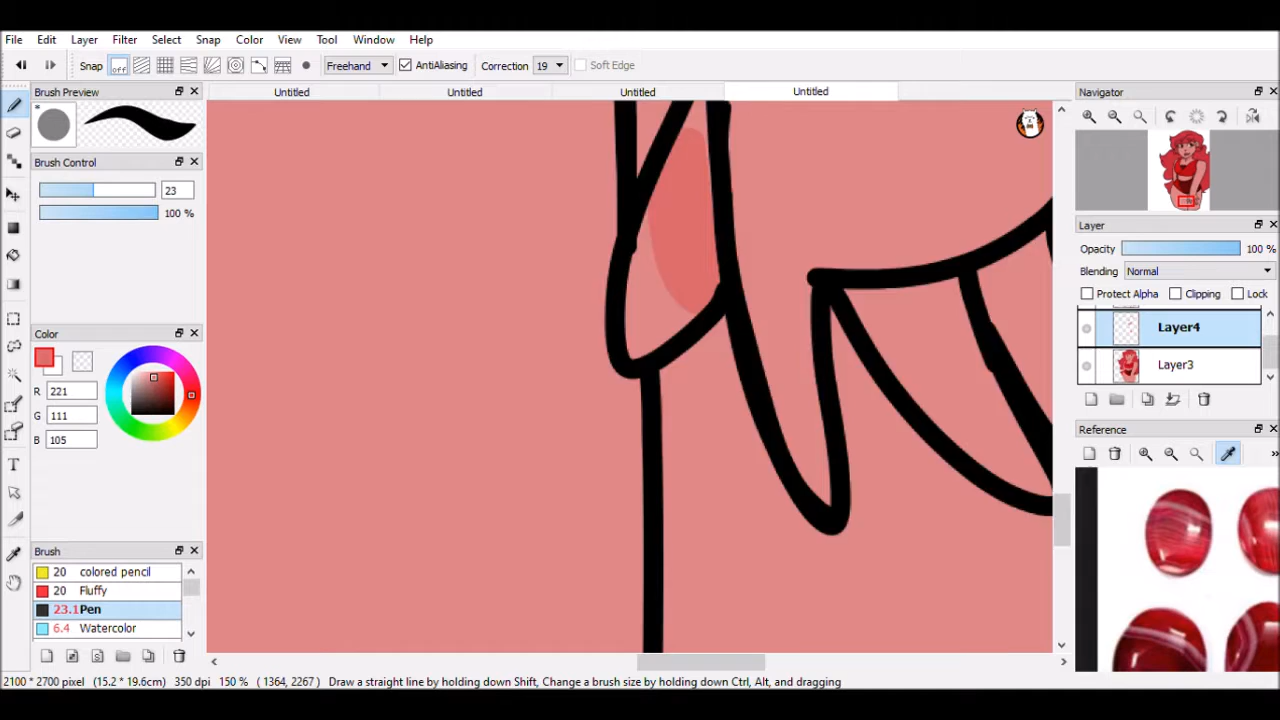 File Edit Layer Filter Select Snap Color View Tool Window Help
Snap off Freehand AntiAliasing Correction 19 Soft Edge
Brush Preview Untitled Untitled Untitled Untitled Navigator
*
Brush Control
23
100 %
Layer
Opacity 100 %
Blending Normal
Protect Alpha Clipping Lock
Layer4
Color
Layer3
R 221
G 111
B 105
Reference
Brush
20 colored pencil
20 Fluffy
23.1 Pen
6.4 Watercolor
2100 * 2700 pixel (15.2 * 19.6cm) 350 dpi 150 % ( 1364, 2267) Draw a straight line by holding down Shift, Change a brush size by holding down Ctrl, Alt, and dragging